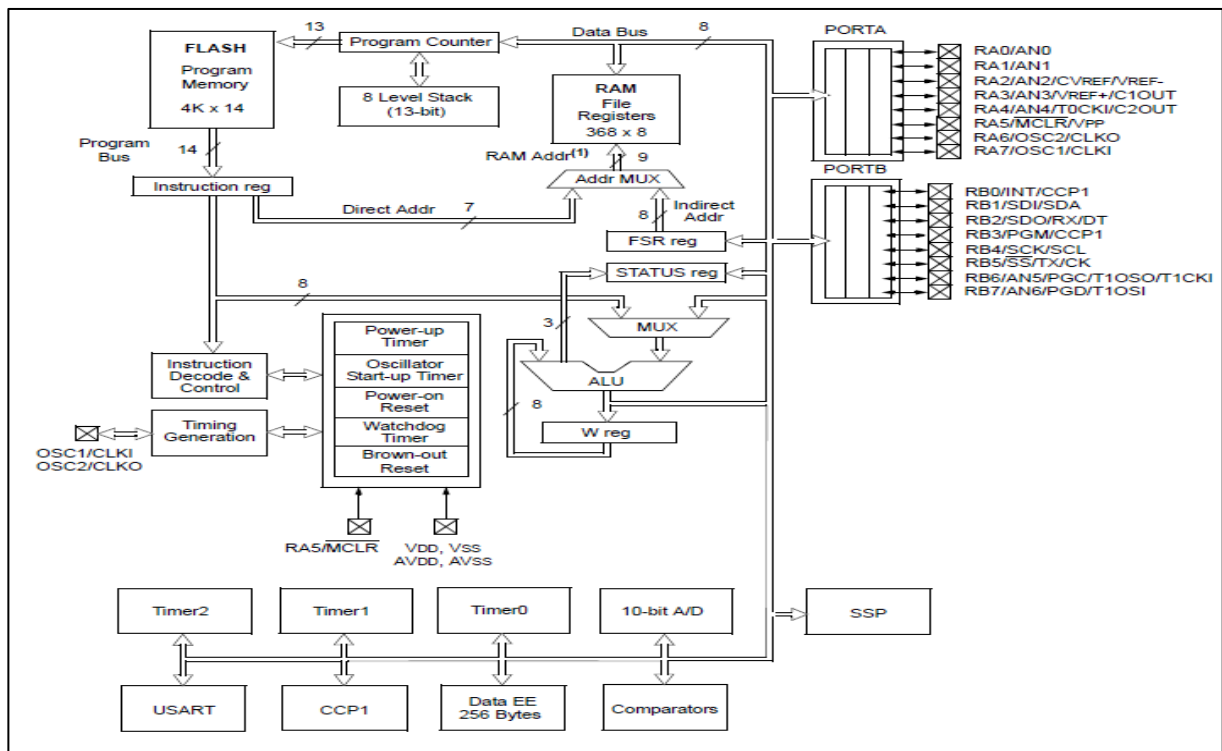 13
Data Bus
8
PORTA
FLASH
Program
Memory
4K x 14
Program Counter
8 Level Stack
(13-bit)
RAM
File
Registers
368 x 8
RA0/AN0
RA1/AN1
RA2/AN2/CVREF/VREF-
RA3/AN3/VREF+/C1OUT
RA4/AN4/T0CKI/C2OUT
RA5/MCLR/VPP
RA6/OSC2/CLKO
RA7/OSC1/CLKI
Program
Bus
14
RAM Addr(1)
9
PORTB
Instruction reg
Addr MUX
Direct Addr
7
8
Indirect
Addr
FSR reg
STATUS reg
RB0/INT/CCP1
RB1/SDI/SDA
RB2/SDO/RX/DT
RB3/PGM/CCP1
RB4/SCK/SCL
RB5/SS/TX/CK
RB6/AN5/PGC/T1OSO/T1CKI
RB7/AN6/PGD/T1OSI
8
3
MUX
ALU
8
W reg
Instruction
Decode &
Control
Timing
Generation
OSC1/CLKI
OSC2/CLKO
Power-up
Timer
Oscillator
Start-up Timer
Power-on
Reset
Watchdog
Timer
Brown-out
Reset
RA5/MCLR
VDD, VSS
AVDD, AVSS
Timer2
Timer1
Timer0
10-bit A/D
SSP
USART
CCP1
Data EE
256 Bytes
Comparators